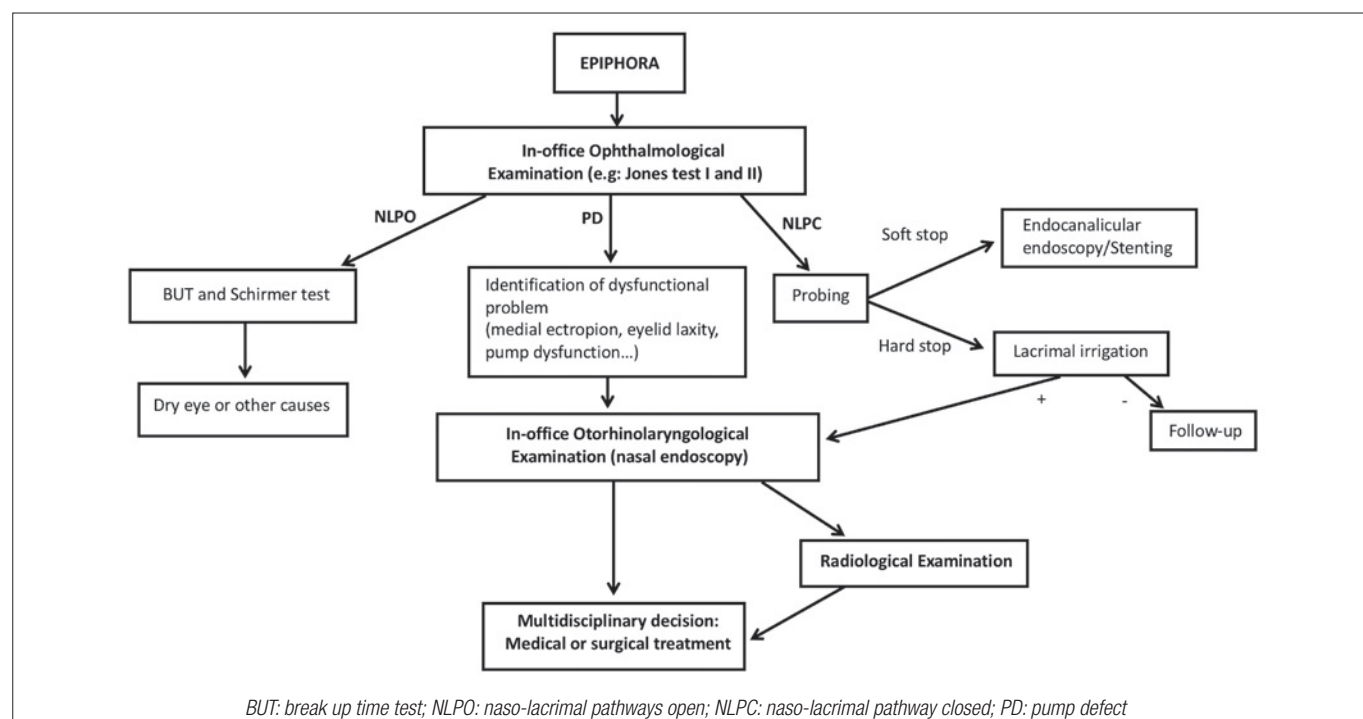 EPIPHORA
In-office Ophthalmological
Examination (e.g: Jones test I and II)
NLPO
PD
NLPC
BUT and Schirmer test
Dry eye or other causes
Identification of dysfunctional
problem
(medial ectropion, eyelid laxity,
pump dysfunction...)
Probing
Soft stop
Endocanalicular
endoscopy/Stenting
Hard stop
Lacrimal irrigation
+
-
Follow-up
In-office Otorhinolaryngological
Examination (nasal endoscopy)
Radiological Examination
Multidisciplinary decision:
Medical or surgical treatment
BUT: break up time test; NLPO: naso-lacrimal pathways open; NLPC: naso-lacrimal pathway closed; PD: pump defect